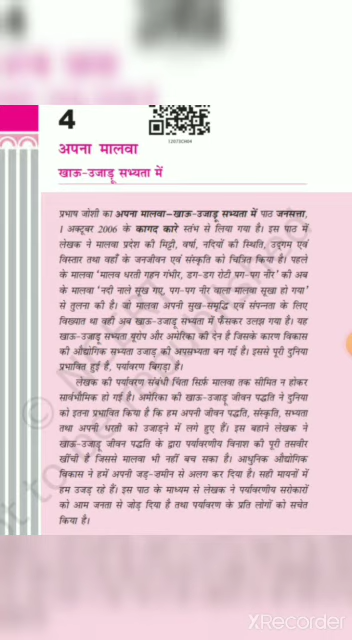 4
12070CH04
अपना मालवा
खाऊ-उजाड़ू सभ्यता में
प्रभाष जोशी का अपना मालवा–खाऊ-उजाड़ू सभ्यता में पाठ जनसत्ता,
1 अक्टूबर 2006 के कागद कारे स्तंभ से लिया गया है। इस पाठ में
लेखक ने मालवा प्रदेश की मिट्टी, वर्षा, नदियों की स्थिति, उद्गम एवं
विस्तार तथा वहाँ के जनजीवन एवं संस्कृति को चित्रित किया है। पहले
के मालवा 'मालव धरती गहन गंभीर, डग-डग रोटी पग-पग नीर' की अब
के मालवा 'नदी नाले सूख गए, पग-पग नीर वाला मालवा सूखा हो गया'
से तुलना की है। जो मालवा अपनी सुख-समृद्धि एवं संपन्नता के लिए
विख्यात था वही अब खाऊ-उजाड़ू सभ्यता में फँसकर उलझ गया है। यह
खाऊ-उजाड़ू सभ्यता यूरोप और अमेरिका की देन है जिसके कारण विकास
की औद्योगिक सभ्यता उजाड़ की अपसभ्यता बन गई है। इससे पूरी दुनिया
प्रभावित हुई है, पर्यावरण बिगड़ा है।
लेखक की पर्यावरण संबंधी चिंता सिर्फ़ मालवा तक सीमित न होकर
सार्वभौमिक हो गई है। अमेरिका की खाऊ-उजाड़ू जीवन पद्धति ने दुनिया
को इतना प्रभावित किया है कि हम अपनी जीवन पद्धति, संस्कृति, सभ्यता
तथा अपनी धरती को उजाड़ने में लगे हुए हैं। इस बहाने लेखक ने
खाऊ-उजाड़ू जीवन पद्धति के द्वारा पर्यावरणीय विनाश की पूरी तसवीर
खींची है जिससे मालवा भी नहीं बच सका है। आधुनिक औद्योगिक
विकास ने हमें अपनी जड़-ज़मीन से अलग कर दिया है। सही मायनों में
हम उजड़ रहे हैं। इस पाठ के माध्यम से लेखक ने पर्यावरणीय सरोकारों
को आम जनता से जोड़ दिया है तथा पर्यावरण के प्रति लोगों को सचेत
किया है।
XRecorder